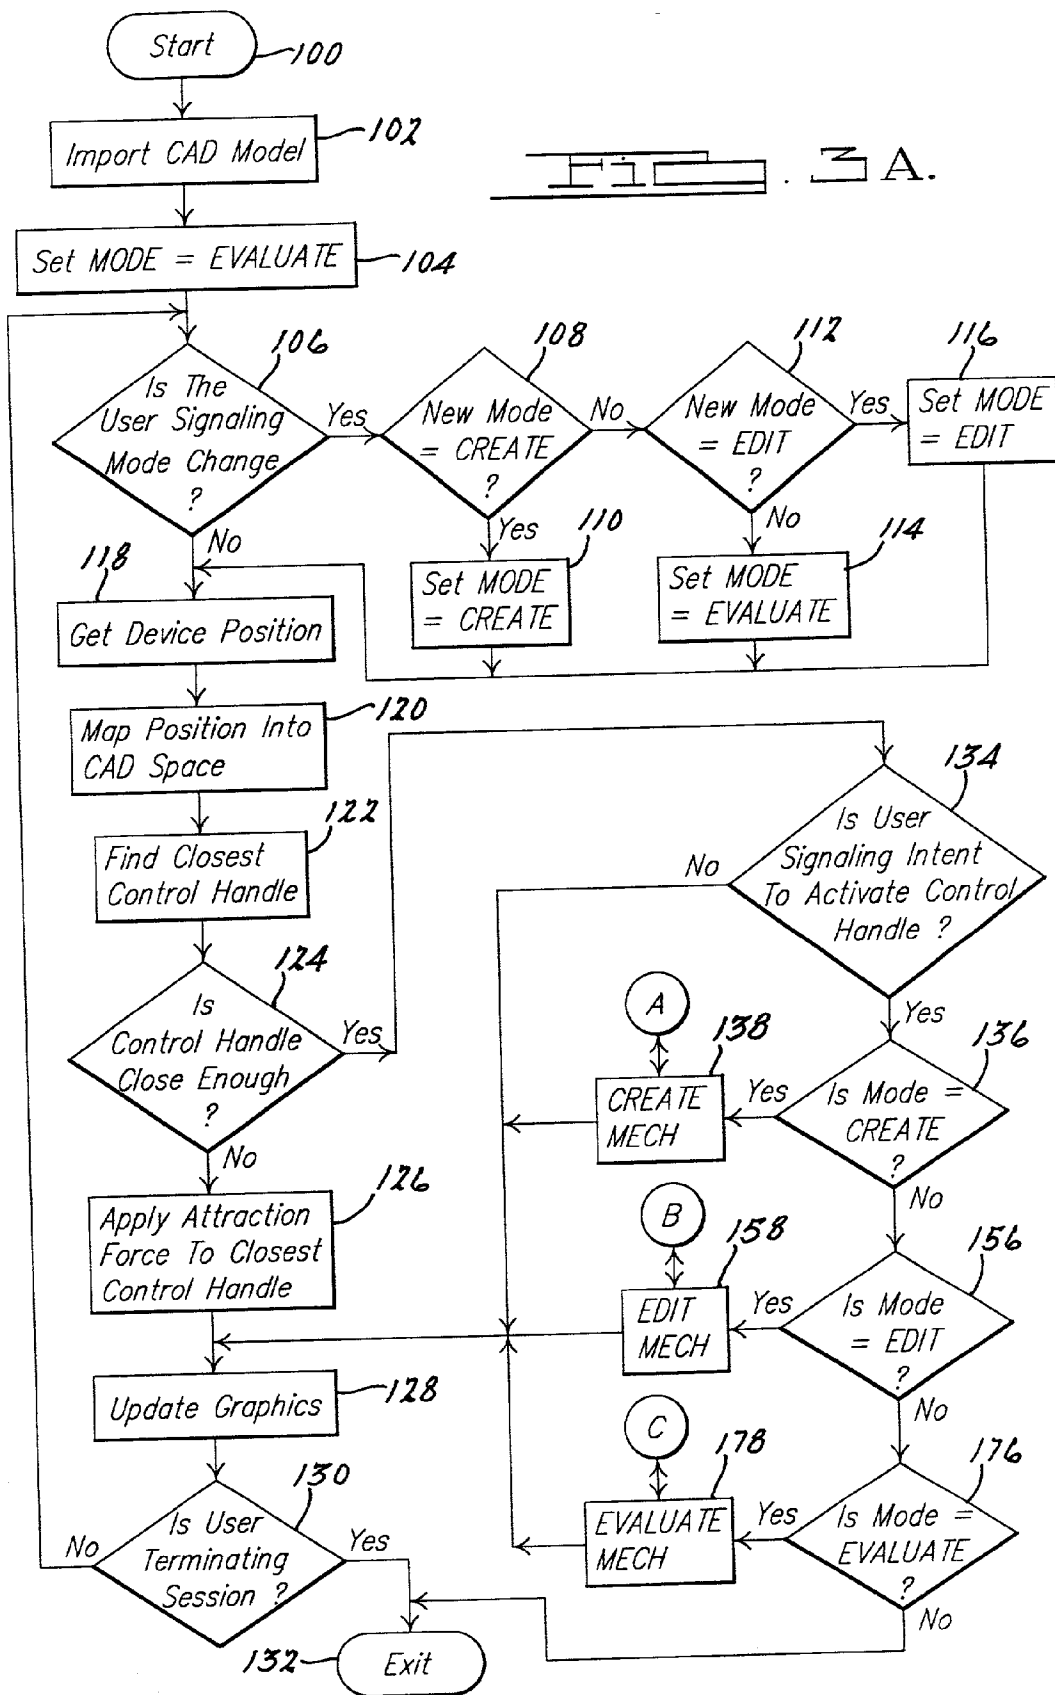 Start
100
Import CAD Model
102
FIG. 3A.
Set MODE = EVALUATE
104
Is The
User Signaling
Mode Change
?
106
Yes
No
New Mode
= CREATE
?
108
No
Yes
New Mode
= EDIT
?
112
Yes
No
Set MODE
= EDIT
116
Set MODE
= CREATE
110
Set MODE
= EVALUATE
114
118
Get Device Position
Map Position Into
CAD Space
120
Find Closest
Control Handle
122
Is
Control Handle
Close Enough
?
124
Yes
No
Apply Attraction
Force To Closest
Control Handle
126
Update Graphics
128
Is User
Terminating
Session ?
130
No
Yes
132
Exit
Is User
Signaling Intent
To Activate Control
Handle ?
134
No
Yes
Is Mode =
CREATE
?
136
Yes
No
A
CREATE
MECH
138
Is Mode
= EDIT
?
156
Yes
No
B
EDIT
MECH
158
Is Mode =
EVALUATE
?
176
Yes
No
C
EVALUATE
MECH
178